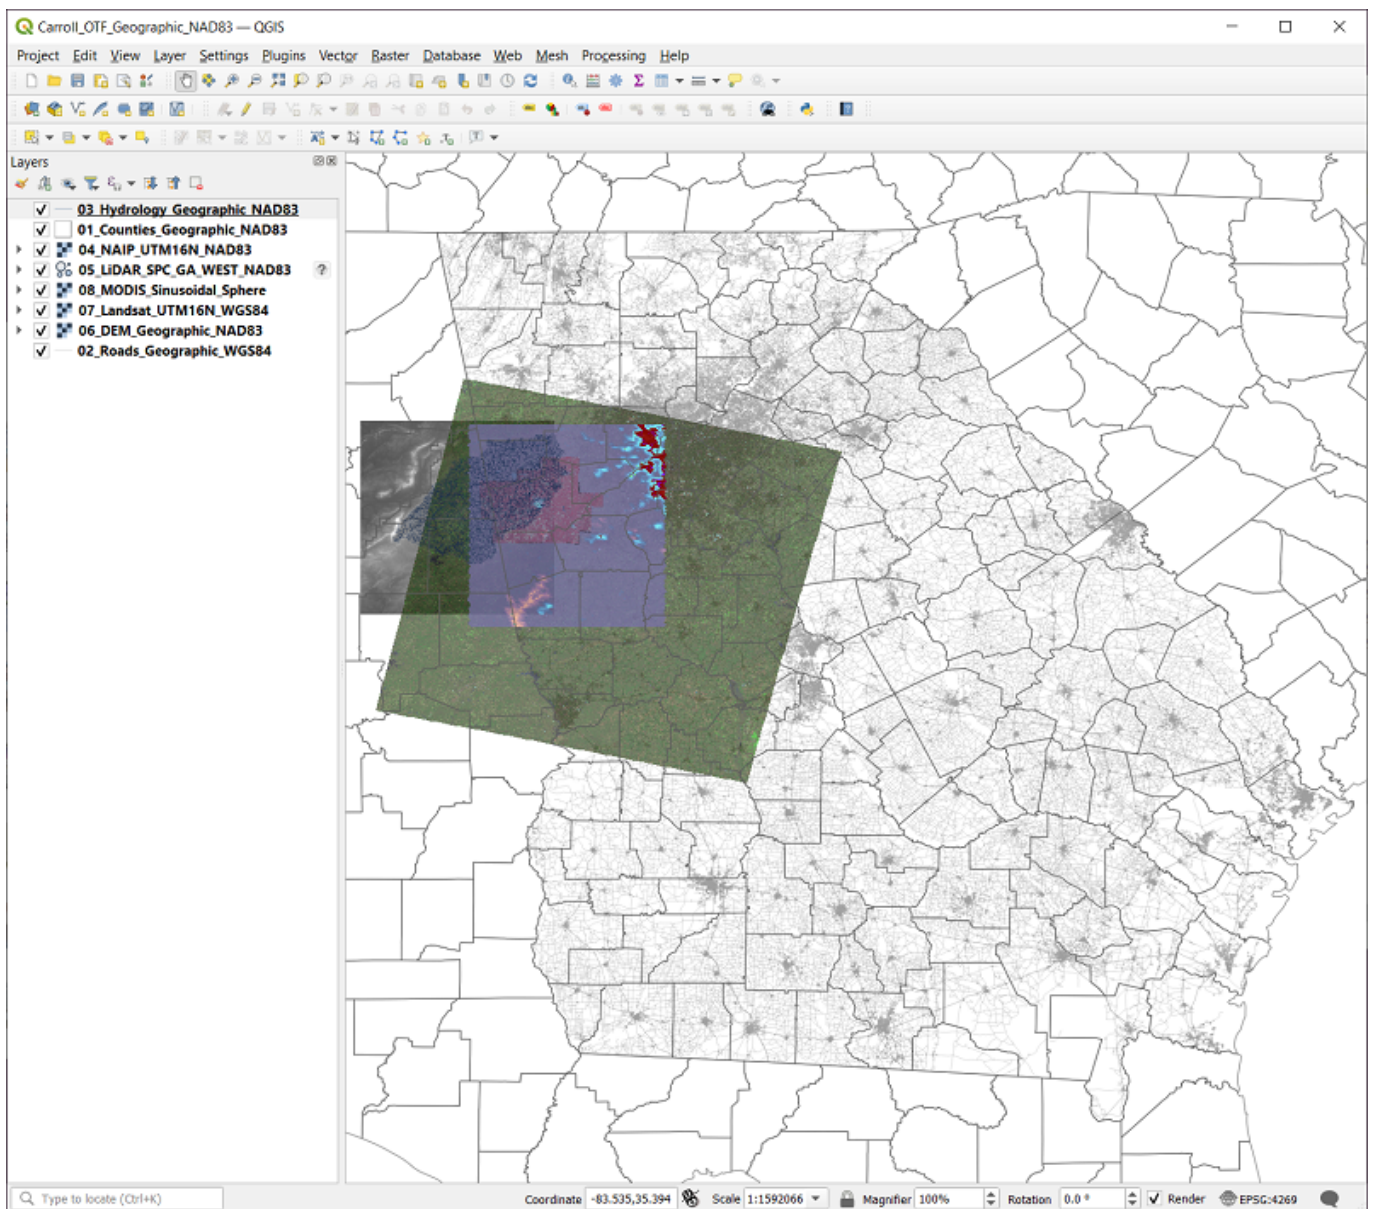 Carroll_OTF_Geographic_NAD83 — QGIS
Project Edit View Layer Settings Plugins Vector Raster Database Web Mesh Processing Help
Layers
03_Hydrology_Geographic_NAD83
01_Counties_Geographic_NAD83
04_NAIP_UTM16N_NAD83
05_LiDAR_SPC_GA_WEST_NAD83 ?
08_MODIS_Sinusoidal_Sphere
07_Landsat_UTM16N_WGS84
06_DEM_Geographic_NAD83
02_Roads_Geographic_WGS84
Type to locate (Ctrl+K) Coordinate -83.535,35.394 Scale 1:1592066 Magnifier 100% Rotation 0.0 ° Render EPSG:4269